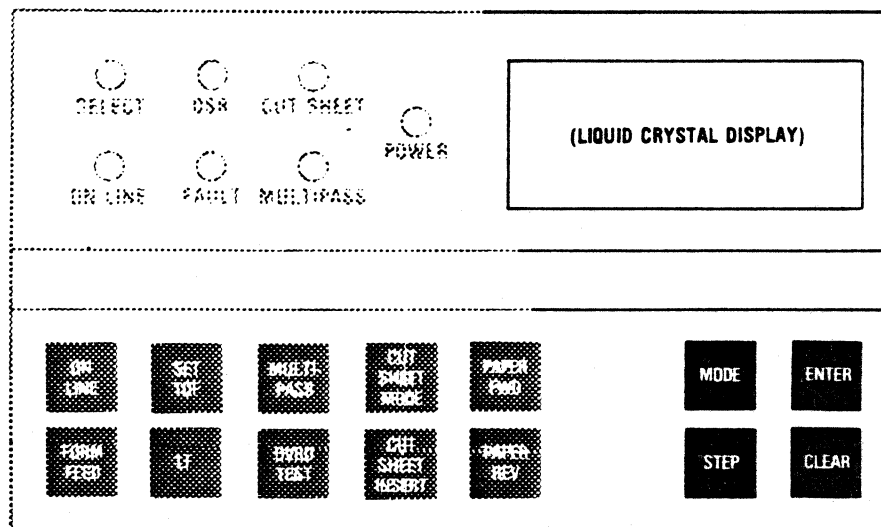 SELECT
DSR
CUT SHEET
POWER
(LIQUID CRYSTAL DISPLAY)
ON LINE
FAULT
MULTIPASS
ON
LINE
SET
TOF
MULTI
PASS
CUT
SHEET
MODE
PAPER
FWD
MODE
ENTER
FORM
FEED
LF
TEST
CUT
SHEET
INSERT
PAPER
REV
STEP
CLEAR